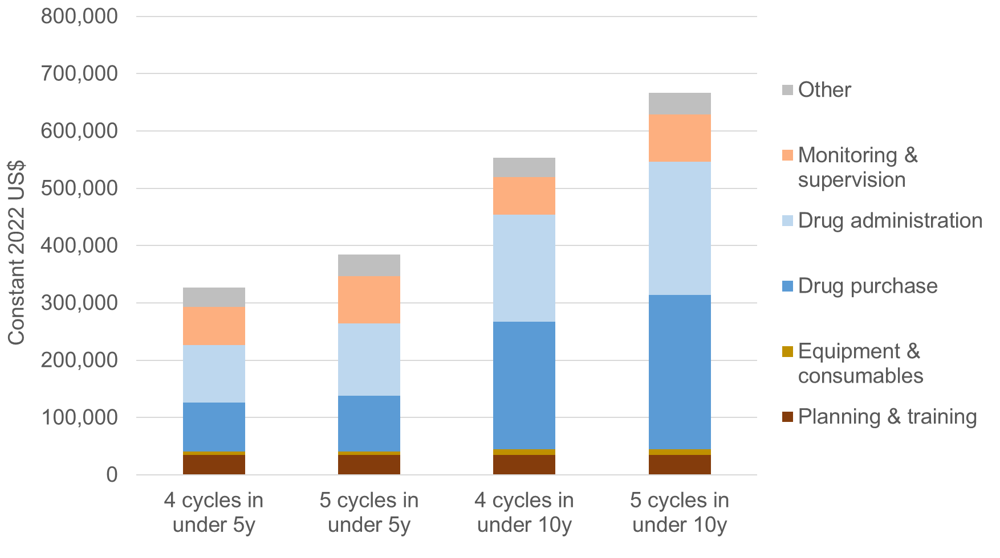 800,000
700,000
600,000
500,000
400,000
300,000
200,000
100,000
0
Constant 2022 US$
4 cycles in
under 5y
5 cycles in
under 5y
4 cycles in
under 10y
5 cycles in
under 10y
Other
Monitoring &
supervision
Drug administration
Drug purchase
Equipment &
consumables
Planning & training